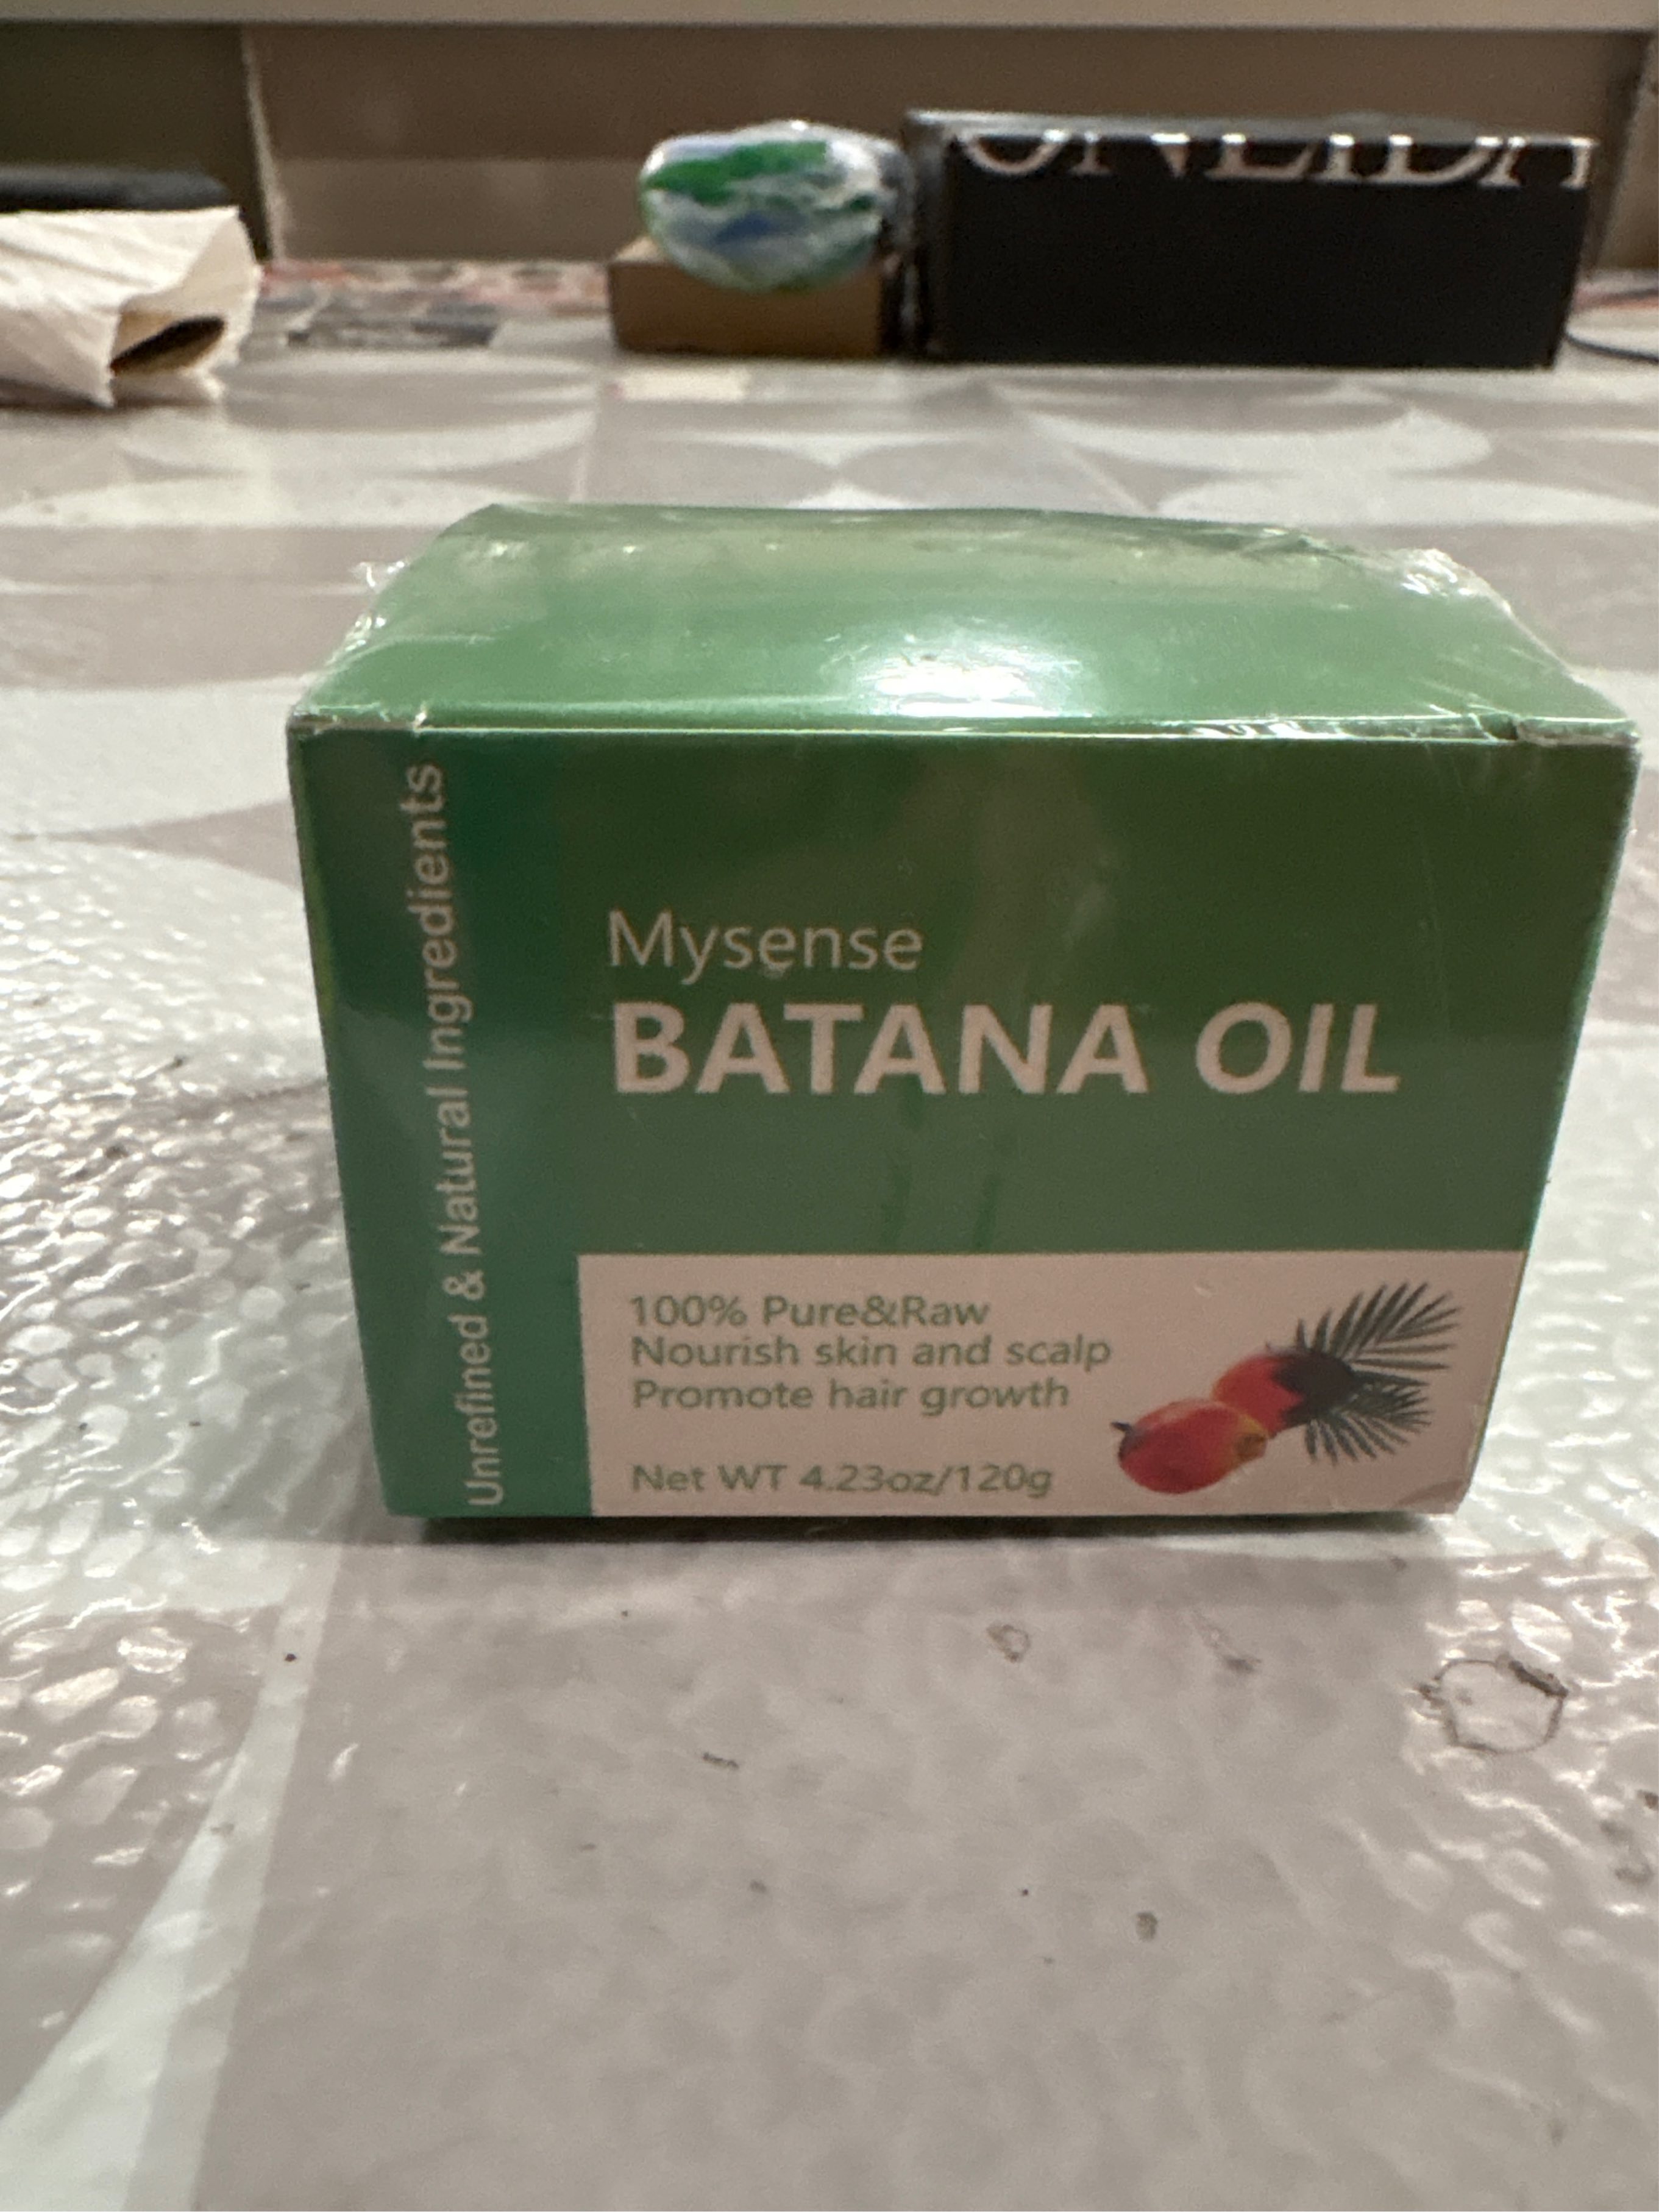 ONEIDA
Unrefined & Natural Ingredients
Mysense
BATANA OIL
100% Pure&Raw
Nourish skin and scalp
Promote hair growth
Net WT 4.23oz/120g